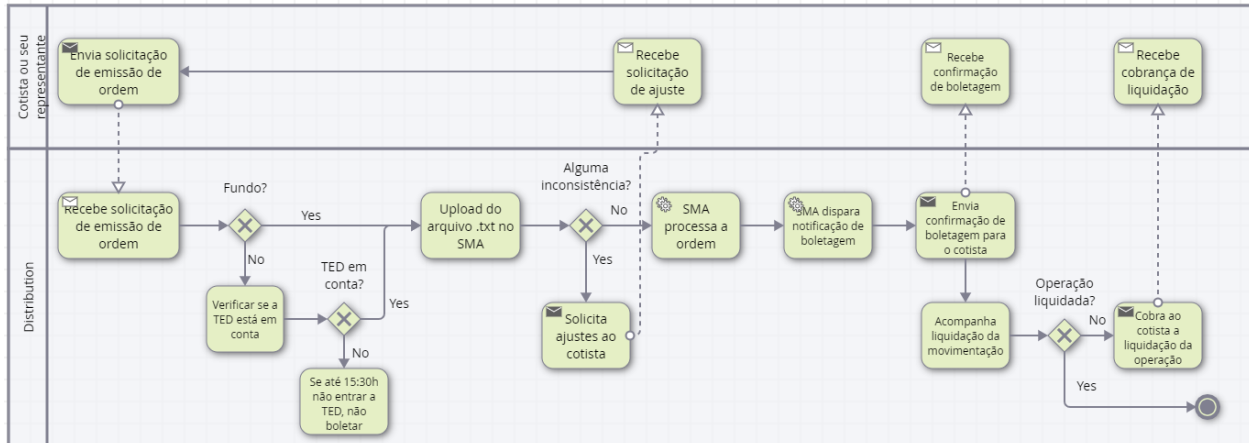 Cotista ou seu
representante
Envia solicitação
de emissão de
ordem
Recebe
solicitação
de ajuste
Recebe
confirmação
de boletagem
Recebe
cobrança de
liquidação
Distribution
Recebe solicitação
de emissão de
ordem
Fundo?
Yes
No
Verificar se a
TED está em
conta
TED em
conta?
Yes
No
Se até 15:30h
não entrar a
TED, não
boletar
Upload do
arquivo .txt no
SMA
Alguma
inconsistência?
No
Yes
Solicita
ajustes ao
cotista
SMA
processa a
ordem
SMA dispara
notificação de
boletagem
Envia
confirmação de
boletagem para
o cotista
Acompanha
liquidação da
movimentação
Operação
liquidada?
No
Yes
Cobra ao
cotista a
liquidação da
operação